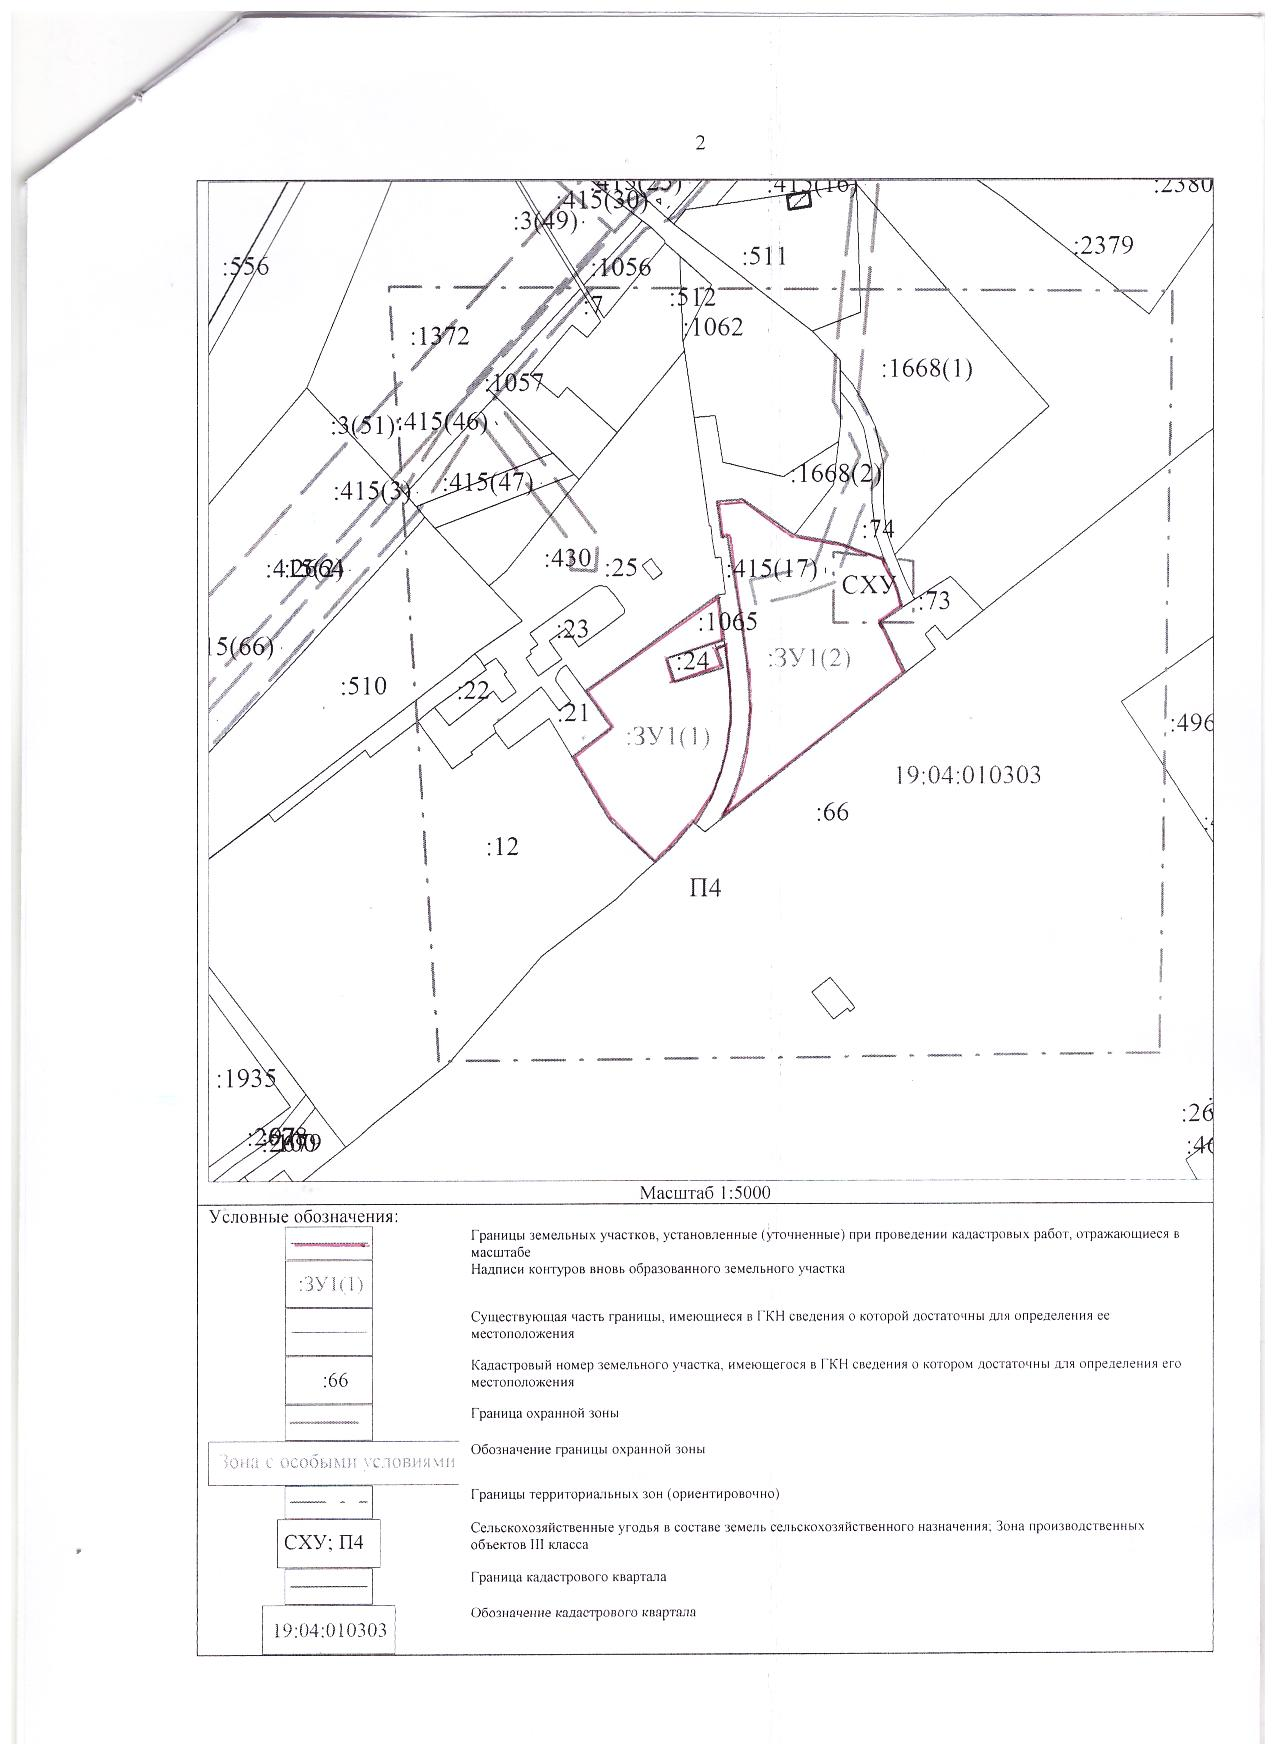 2
:415(30)
:415(16)
:2380
:3(49)
:556
:1056
:511
:2379
:7
:512
:1062
:1372
:1057
:1668(1)
:3(51)
:415(46)
:415(3)
:415(47)
:1668(2)
:74
:430
:25
:415(17)
СХУ
:73
:23
:1065
15(66)
:24
:ЗУ1(2)
:510
:22
:21
:ЗУ1(1)
:496
19:04:010303
:66
:12
П4
:1935
:26
:46
Масштаб 1:5000
Условные обозначения:
Границы земельных участков, установленные (уточненные) при проведении кадастровых работ, отражающиеся в
масштабе
:ЗУ1(1)
Надписи контуров вновь образованного земельного участка
Существующая часть границы, имеющиеся в ГКН сведения о которой достаточны для определения ее
местоположения
:66
Кадастровый номер земельного участка, имеющегося в ГКН сведения о котором достаточны для определения его
местоположения
Граница охранной зоны
Зона с особыми условиями
Обозначение границы охранной зоны
Границы территориальных зон (ориентировочно)
СХУ; П4
Сельскохозяйственные угодья в составе земель сельскохозяйственного назначения; Зона производственных
объектов III класса
Граница кадастрового квартала
19:04:010303
Обозначение кадастрового квартала